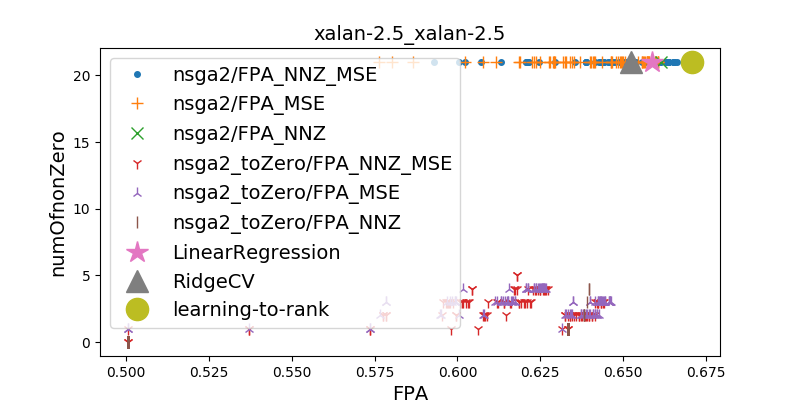 xalan-2.5_xalan-2.5
numOfnonZero
20
15
10
5
0
nsga2/FPA_NNZ_MSE
nsga2/FPA_MSE
nsga2/FPA_NNZ
nsga2_toZero/FPA_NNZ_MSE
nsga2_toZero/FPA_MSE
nsga2_toZero/FPA_NNZ
LinearRegression
RidgeCV
learning-to-rank
0.500 0.525 0.550 0.575 0.600 0.625 0.650 0.675
FPA